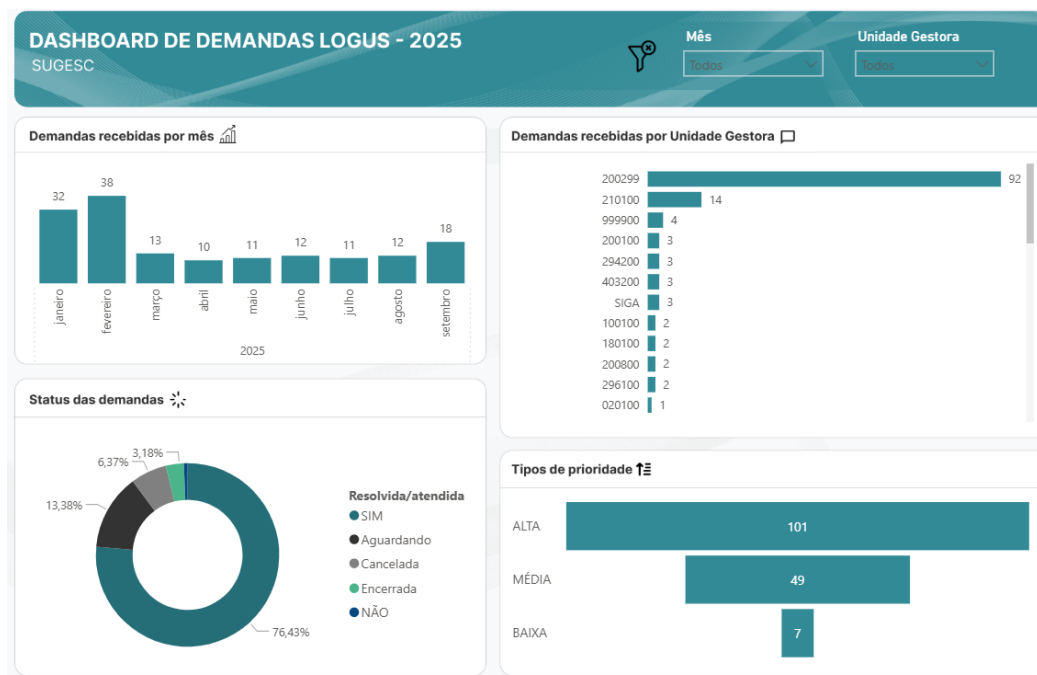 DASHBOARD DE DEMANDAS LOGUS - 2025
SUGESC
Mês
Todos
Unidade Gestora
Todos
Demandas recebidas por mês
32
38
13
10
11
12
11
12
18
janeiro
fevereiro
março
abril
maio
junho
julho
agosto
setembro
2025
Demandas recebidas por Unidade Gestora
200299 92
210100 14
999900 4
200100 3
294200 3
403200 3
SIGA 3
100100 2
180100 2
200800 2
296100 2
020100 1
Status das demandas
3,18%
6,37%
13,38%
76,43%
Resolvida/atendida
SIM
Aguardando
Cancelada
Encerrada
NÃO
Tipos de prioridade
ALTA 101
MÉDIA 49
BAIXA 7